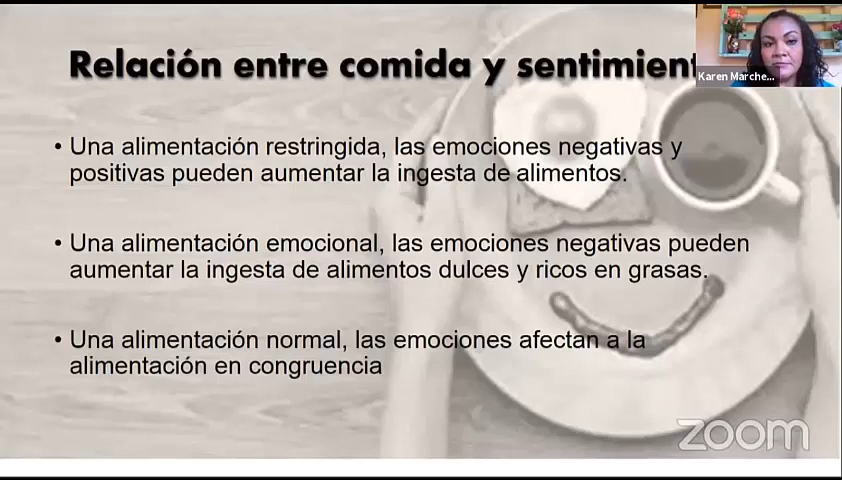 Relación entre comida y sentimient
Karen Marche...
• Una alimentación restringida, las emociones negativas y
positivas pueden aumentar la ingesta de alimentos.
• Una alimentación emocional, las emociones negativas pueden
aumentar la ingesta de alimentos dulces y ricos en grasas.
• Una alimentación normal, las emociones afectan a la
alimentación en congruencia
zoom